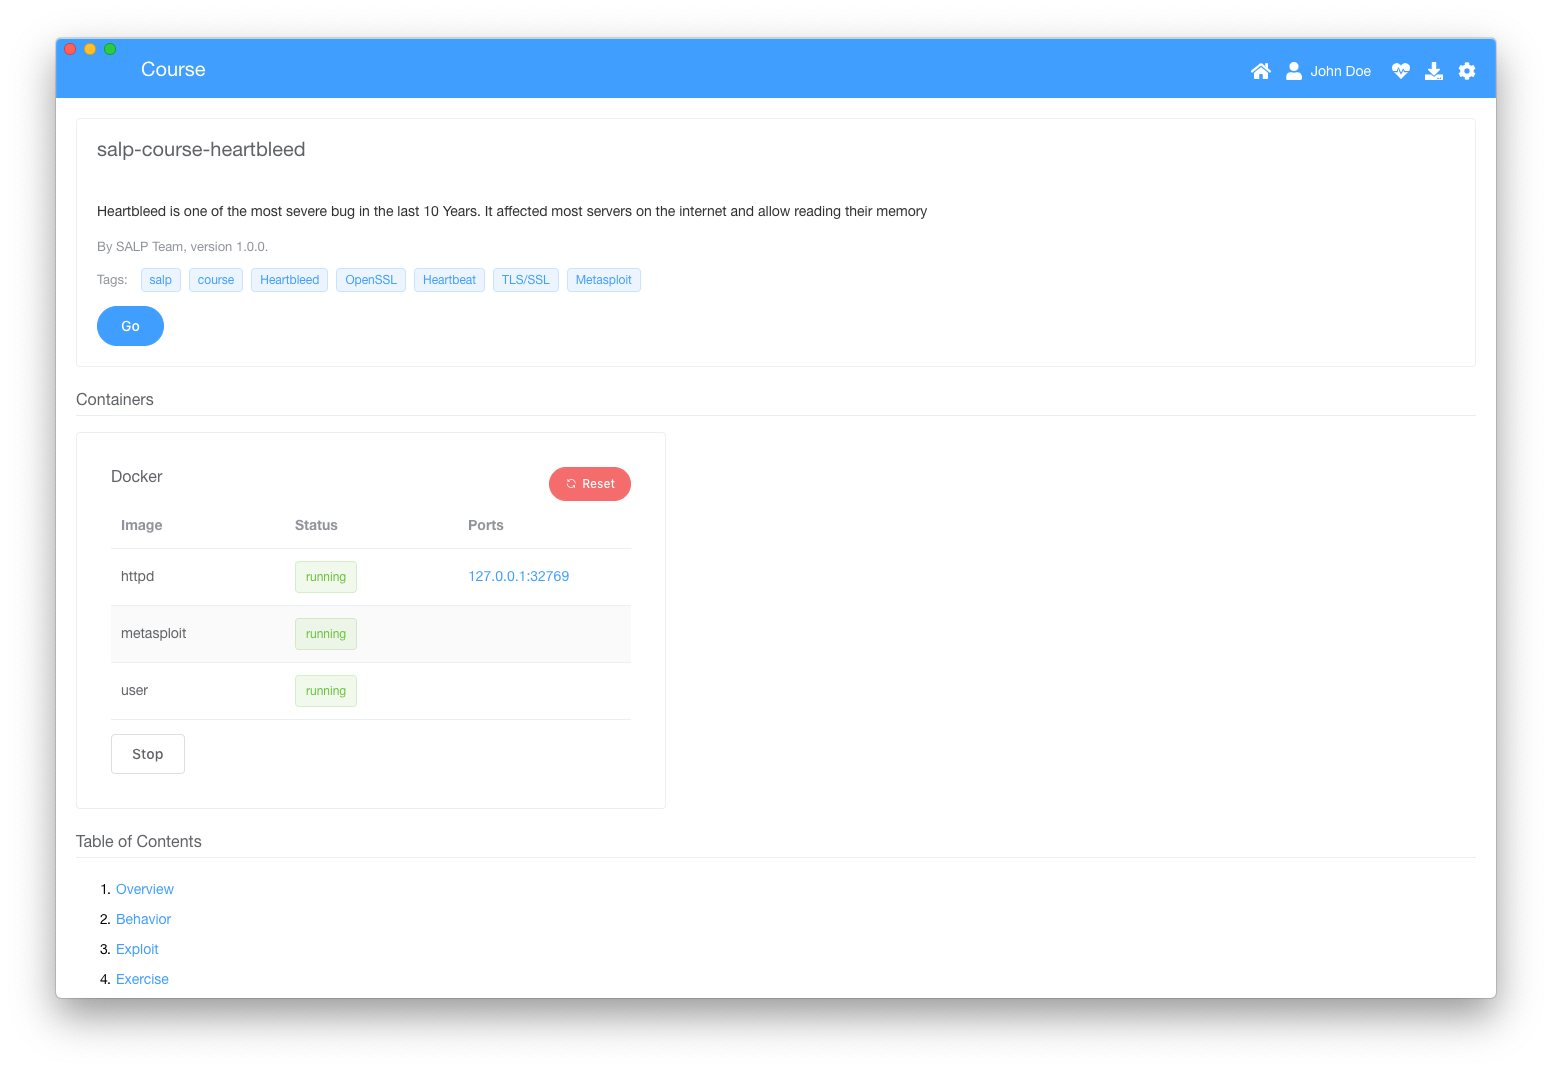 Course
John Doe
salp-course-heartbleed
Heartbleed is one of the most severe bug in the last 10 Years. It affected most servers on the internet and allow reading their memory
By SALP Team, version 1.0.0.
Tags: salp course Heartbleed OpenSSL Heartbeat TLS/SSL Metasploit
Go
Containers
Docker
Reset
Image Status Ports
httpd running 127.0.0.1:32769
metasploit running
user running
Stop
Table of Contents
1. Overview
2. Behavior
3. Exploit
4. Exercise